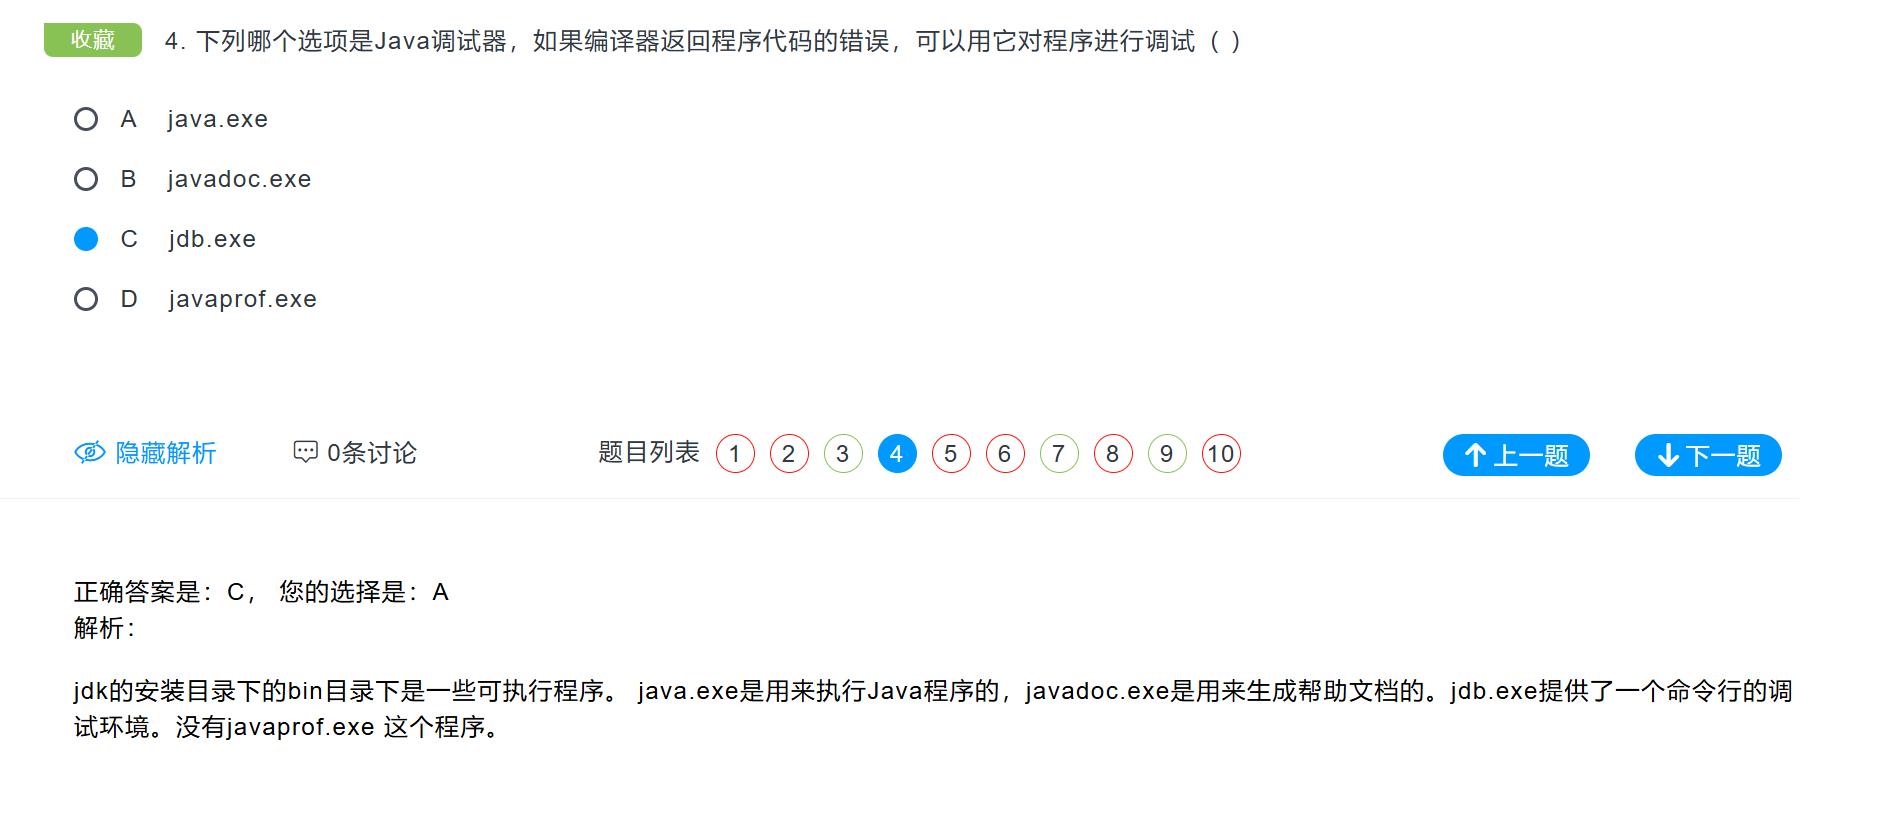 收藏 4. 下列哪个选项是Java调试器，如果编译器返回程序代码的错误，可以用它对程序进行调试（ ）
A java.exe
B javadoc.exe
C jdb.exe
D javaprof.exe
隐藏解析 0条讨论 题目列表 1 2 3 4 5 6 7 8 9 10 上一题 下一题
正确答案是：C， 您的选择是：A
解析：
jdk的安装目录下的bin目录下是一些可执行程序。 java.exe是用来执行Java程序的，javadoc.exe是用来生成帮助文档的。jdb.exe提供了一个命令行的调
试环境。没有javaprof.exe 这个程序。